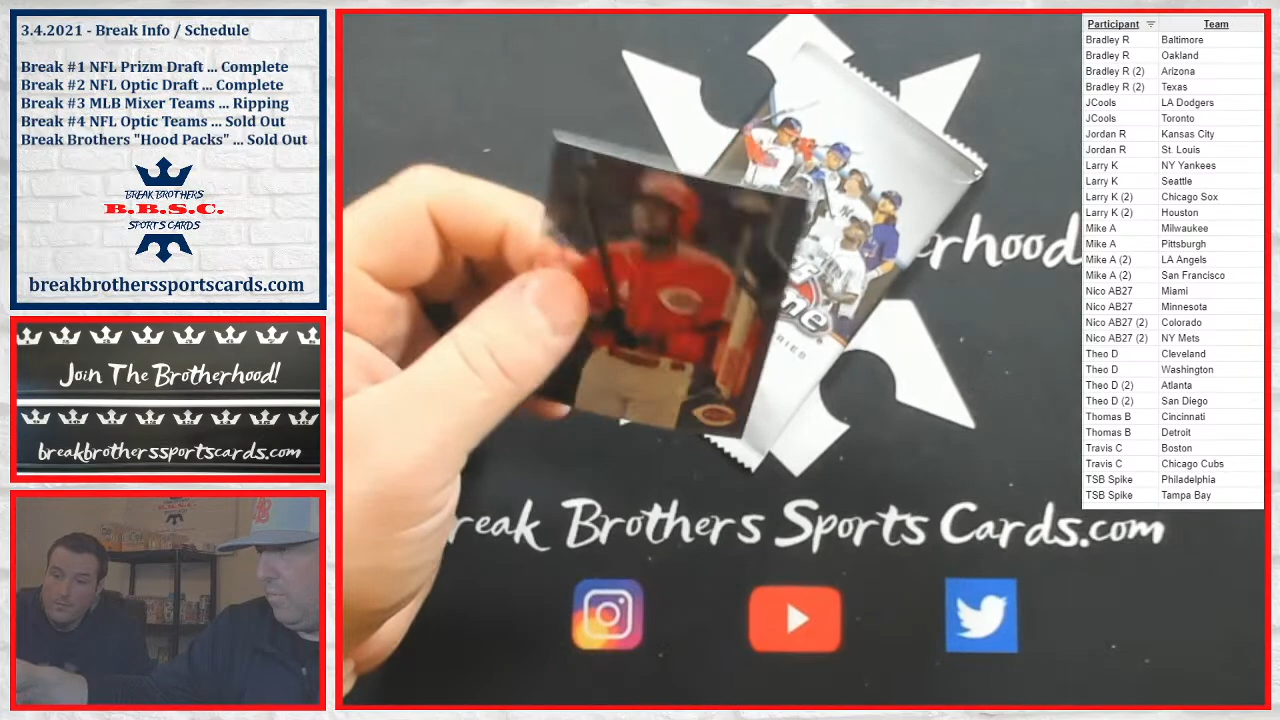 3.4.2021 - Break Info / Schedule
Break #1 NFL Prizm Draft ... Complete
Break #2 NFL Optic Draft ... Complete
Break #3 MLB Mixer Teams ... Ripping
Break #4 NFL Optic Teams ... Sold Out
Break Brothers "Hood Packs" ... Sold Out
BREAK BROTHERS
B.B.S.C.
SPORTS CARDS
breakbrotherssportscards.com
Join The Brotherhood!
breakbrotherssportscards.com
rhood
SERIES
reak Brothers Sports Cards.com
Participant Team
Bradley R Baltimore
Bradley R Oakland
Bradley R (2) Arizona
Bradley R (2) Texas
JCools LA Dodgers
JCools Toronto
Jordan R Kansas City
Jordan R St. Louis
Larry K NY Yankees
Larry K Seattle
Larry K (2) Chicago Sox
Larry K (2) Houston
Mike A Milwaukee
Mike A Pittsburgh
Mike A (2) LA Angels
Mike A (2) San Francisco
Nico AB27 Miami
Nico AB27 Minnesota
Nico AB27 (2) Colorado
Nico AB27 (2) NY Mets
Theo D Cleveland
Theo D Washington
Theo D (2) Atlanta
Theo D (2) San Diego
Thomas B Cincinnati
Thomas B Detroit
Travis C Boston
Travis C Chicago Cubs
TSB Spike Philadelphia
TSB Spike Tampa Bay